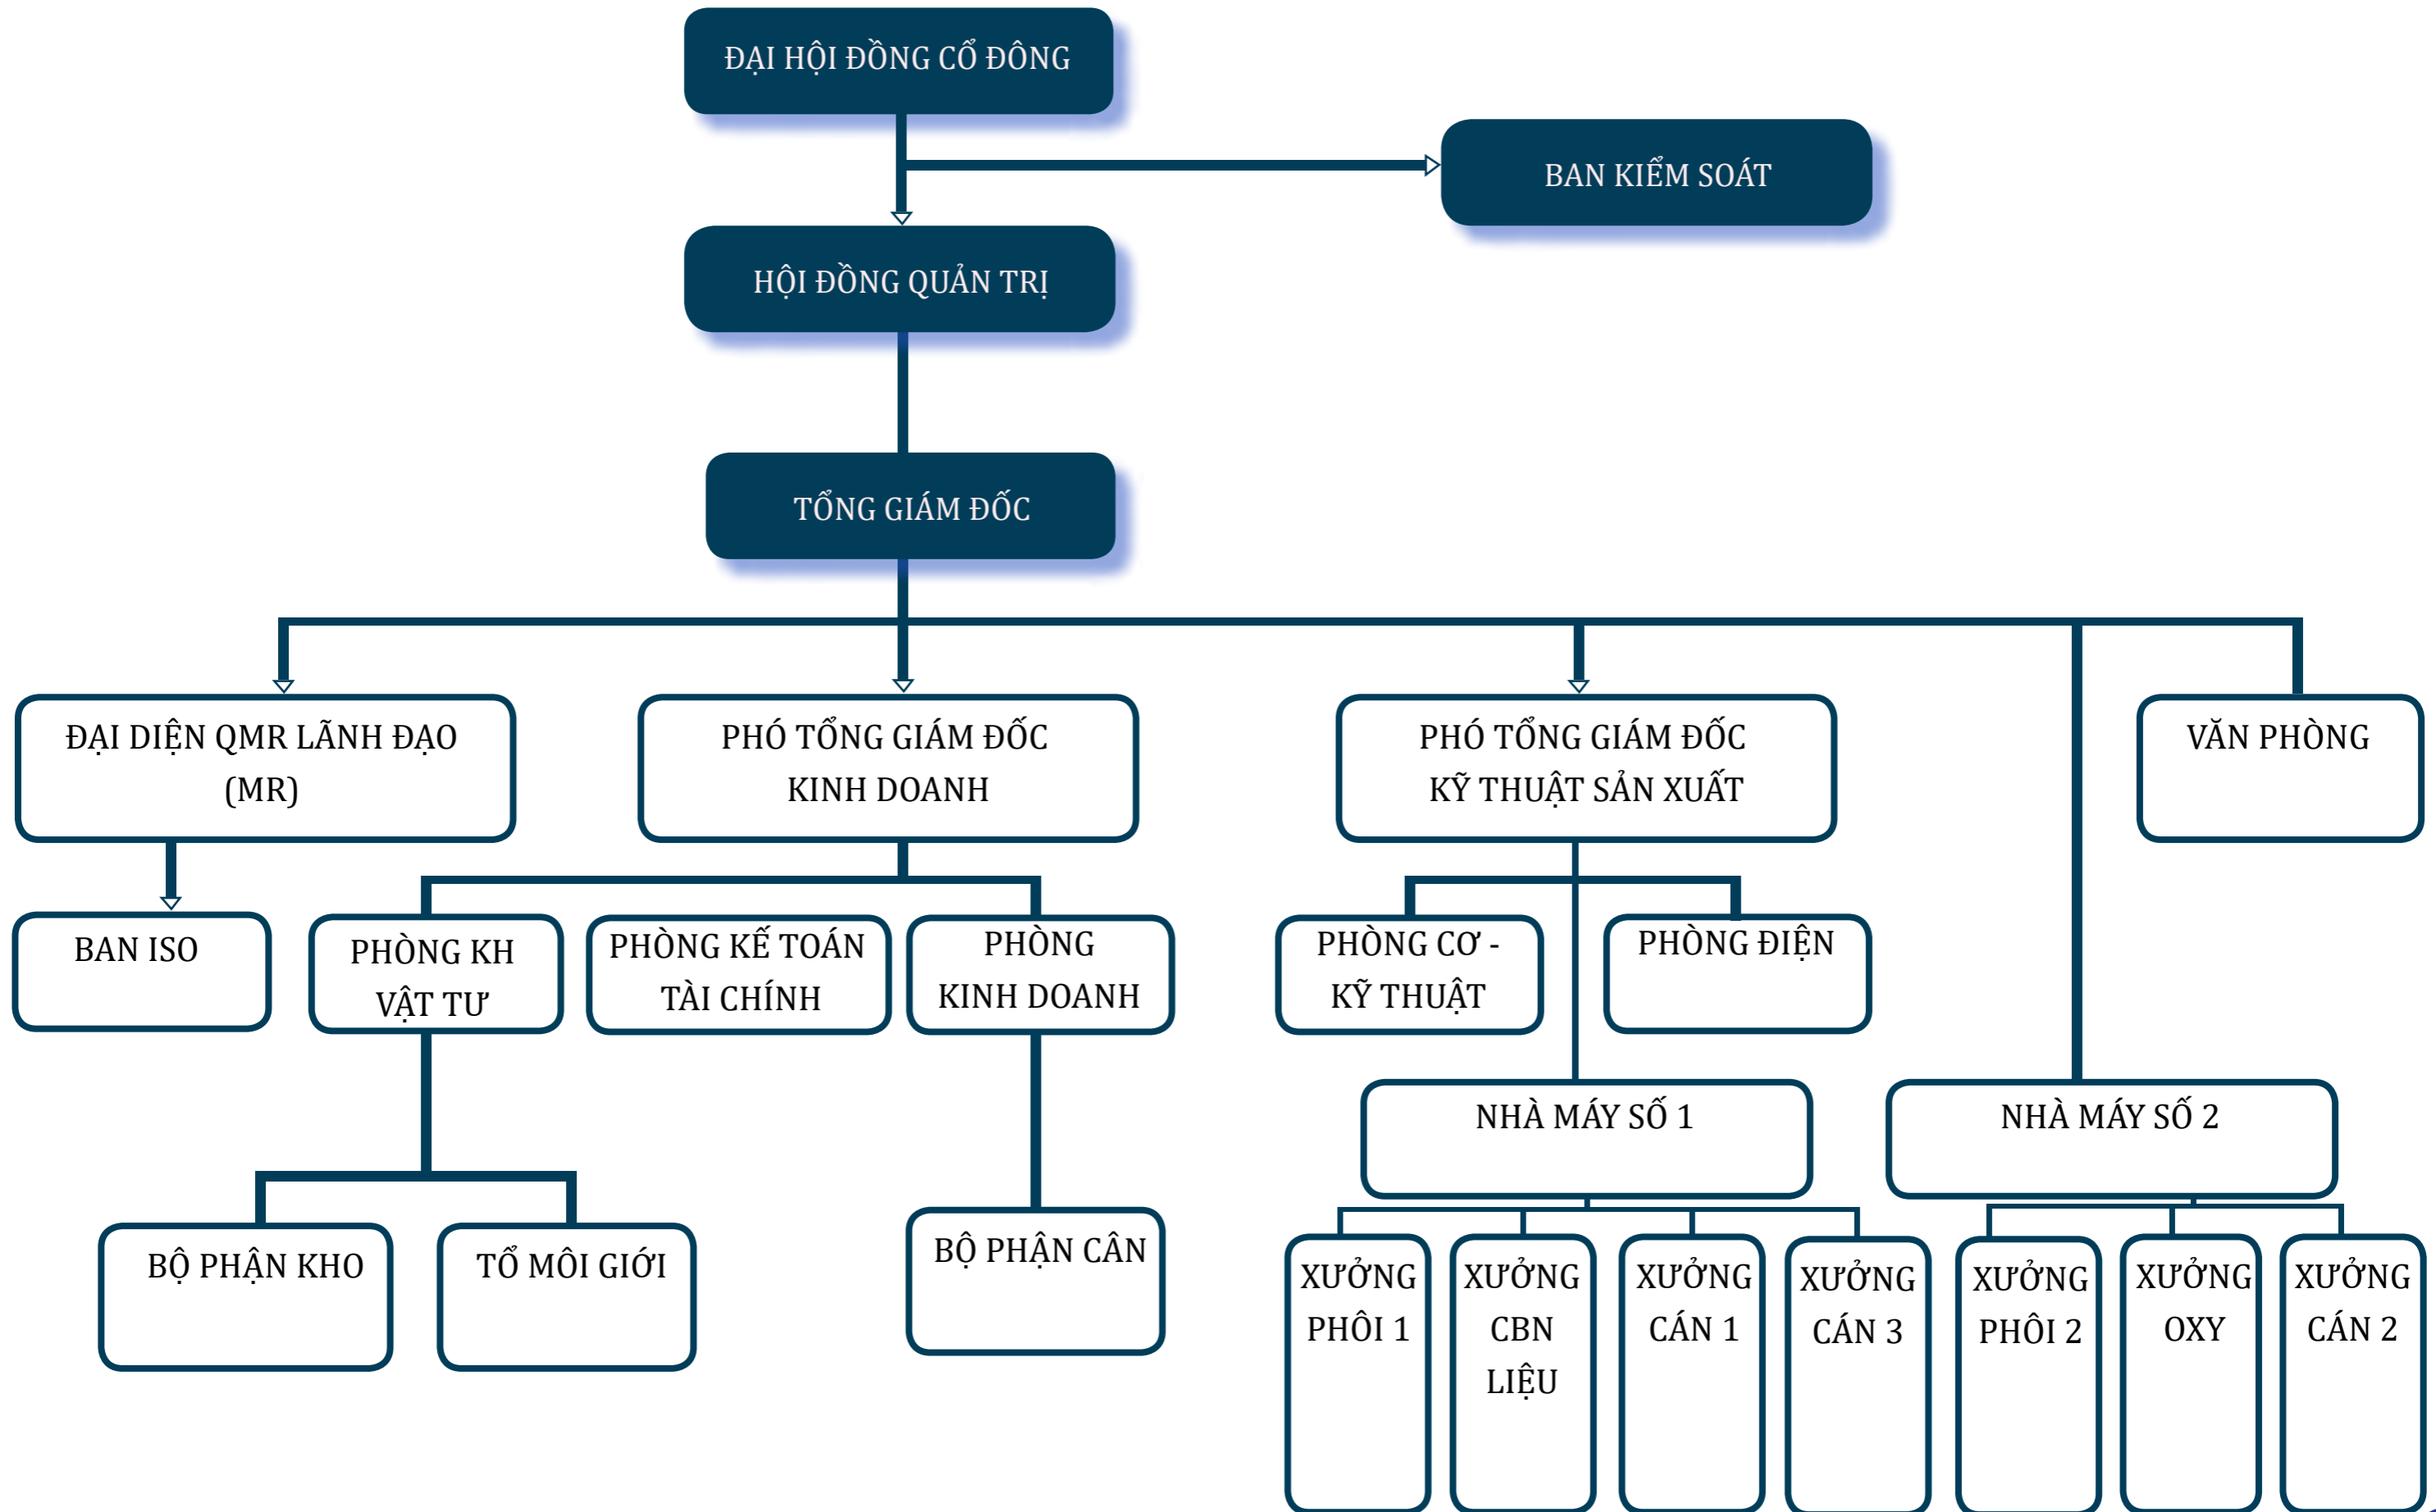 ĐẠI HỘI ĐỒNG CỔ ĐÔNG
BAN KIỂM SOÁT
HỘI ĐỒNG QUẢN TRỊ
TỔNG GIÁM ĐỐC
ĐẠI DIỆN QMR LÃNH ĐẠO
(MR)
PHÓ TỔNG GIÁM ĐỐC
KINH DOANH
PHÓ TỔNG GIÁM ĐỐC
KỸ THUẬT SẢN XUẤT
VĂN PHÒNG
BAN ISO
PHÒNG KH
VẬT TƯ
PHÒNG KẾ TOÁN
TÀI CHÍNH
PHÒNG
KINH DOANH
PHÒNG CƠ -
KỸ THUẬT
PHÒNG ĐIỆN
NHÀ MÁY SỐ 1
NHÀ MÁY SỐ 2
BỘ PHẬN KHO
TỔ MÔI GIỚI
BỘ PHẬN CÂN
XƯỞNG
PHÔI 1
XƯỞNG
CBN
LIỆU
XƯỞNG
CÁN 1
XƯỞNG
CÁN 3
XƯỞNG
PHÔI 2
XƯỞNG
OXY
XƯỞNG
CÁN 2